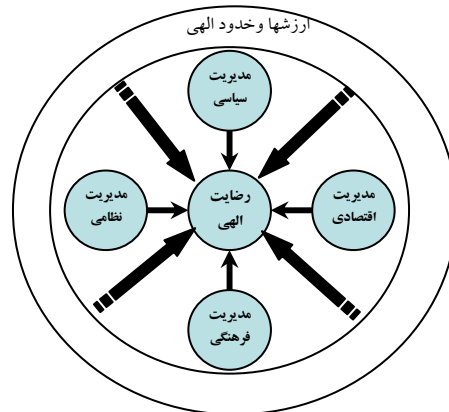 ارزشها وخدود الهی
مدیریت
سیاسی
مدیریت
نظامی
رضایت
الهی
مدیریت
اقتصادی
مدیریت
فرهنگی